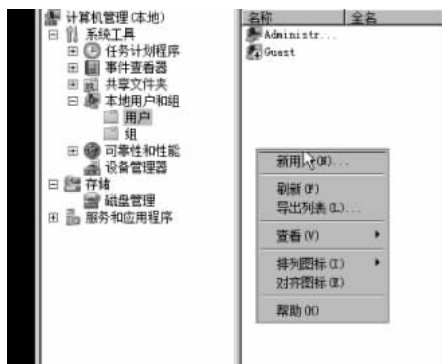 计算机管理(本地)
系统工具
任务计划程序
事件查看器
共享文件夹
本地用户和组
用户
组
可靠性和性能
设备管理器
存储
磁盘管理
服务和应用程序
名称 全名
Administr...
Guest
新用户(N)...
刷新(F)
导出列表(L)...
查看(V)
排列图标(I)
对齐图标(E)
帮助(H)